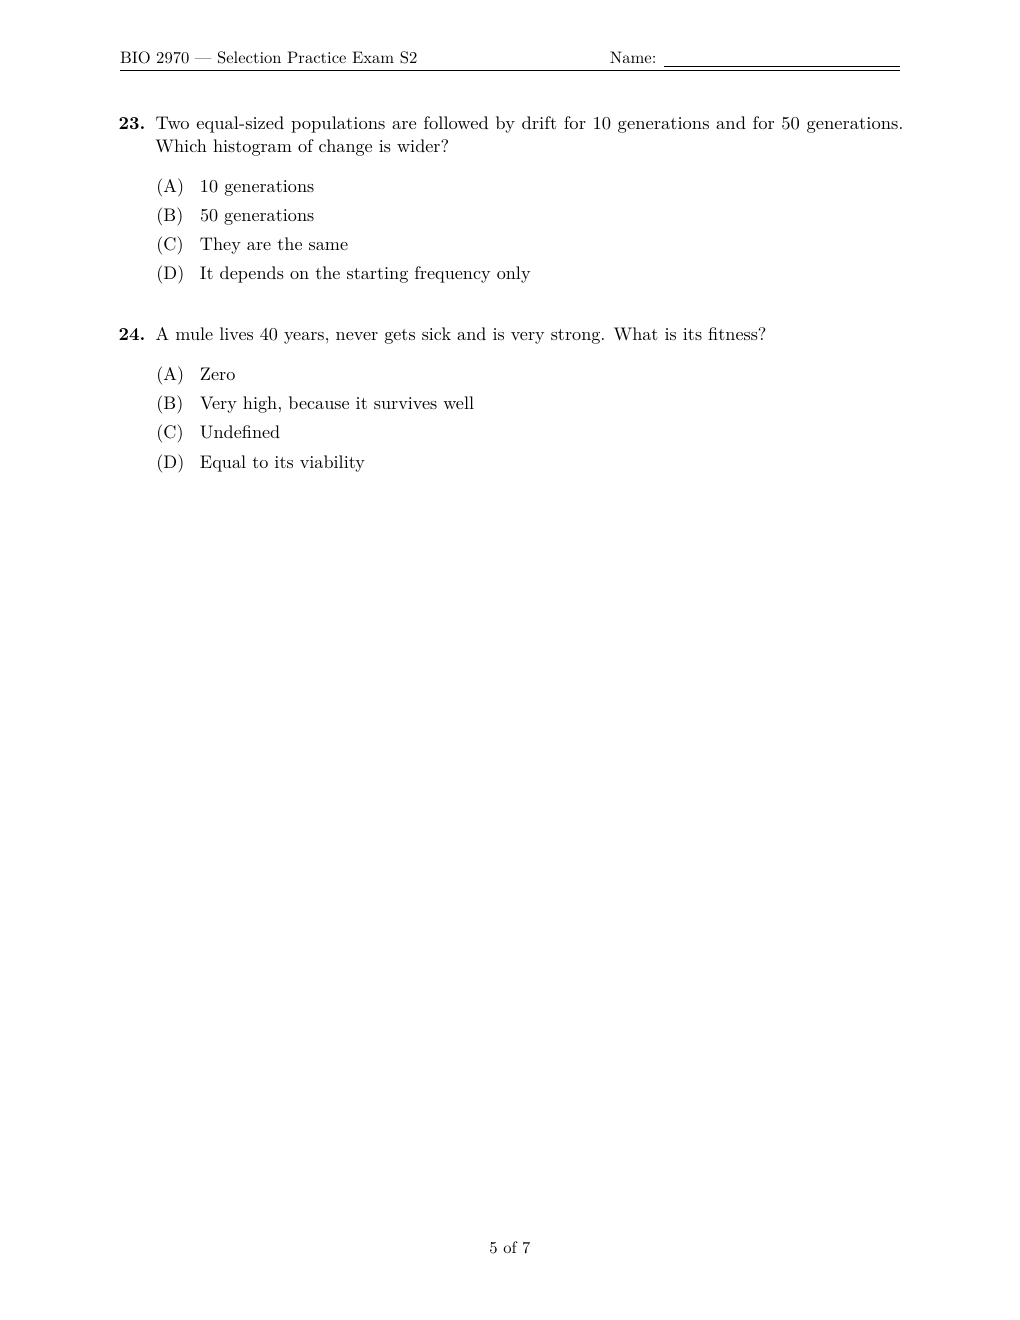 BIO 2970 — Selection Practice Exam S2 Name:
23. Two equal-sized populations are followed by drift for 10 generations and for 50 generations.
Which histogram of change is wider?
(A) 10 generations
(B) 50 generations
(C) They are the same
(D) It depends on the starting frequency only
24. A mule lives 40 years, never gets sick and is very strong. What is its fitness?
(A) Zero
(B) Very high, because it survives well
(C) Undefined
(D) Equal to its viability
5 of 7